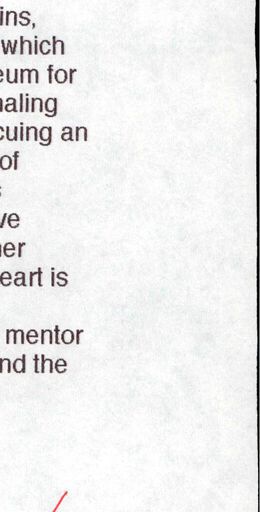 ins,
which
eum for
naling
cuing an
of
s
ve
her
eart is
mentor
nd the